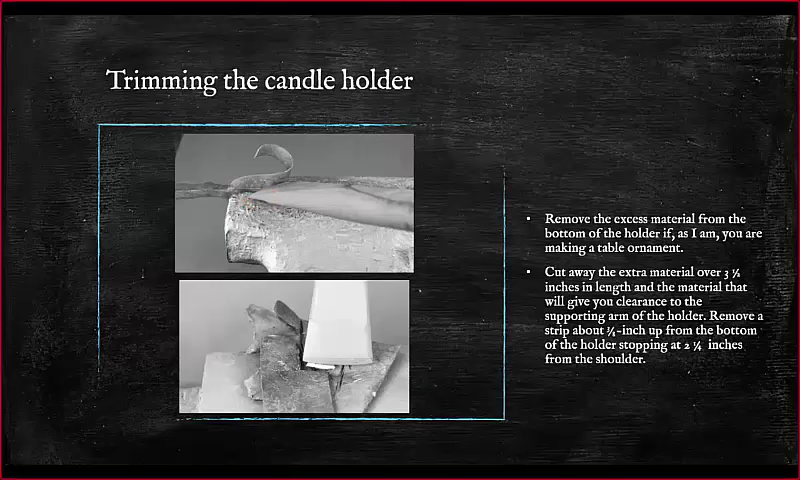 Trimming the candle holder
▪ Remove the excess material from the
bottom of the holder if, as I am, you are
making a table ornament.
▪ Cut away the extra material over 3 ½
inches in length and the material that
will give you clearance to the
supporting arm of the holder. Remove a
strip about ¼-inch up from the bottom
of the holder stopping at 2 ¼ inches
from the shoulder.